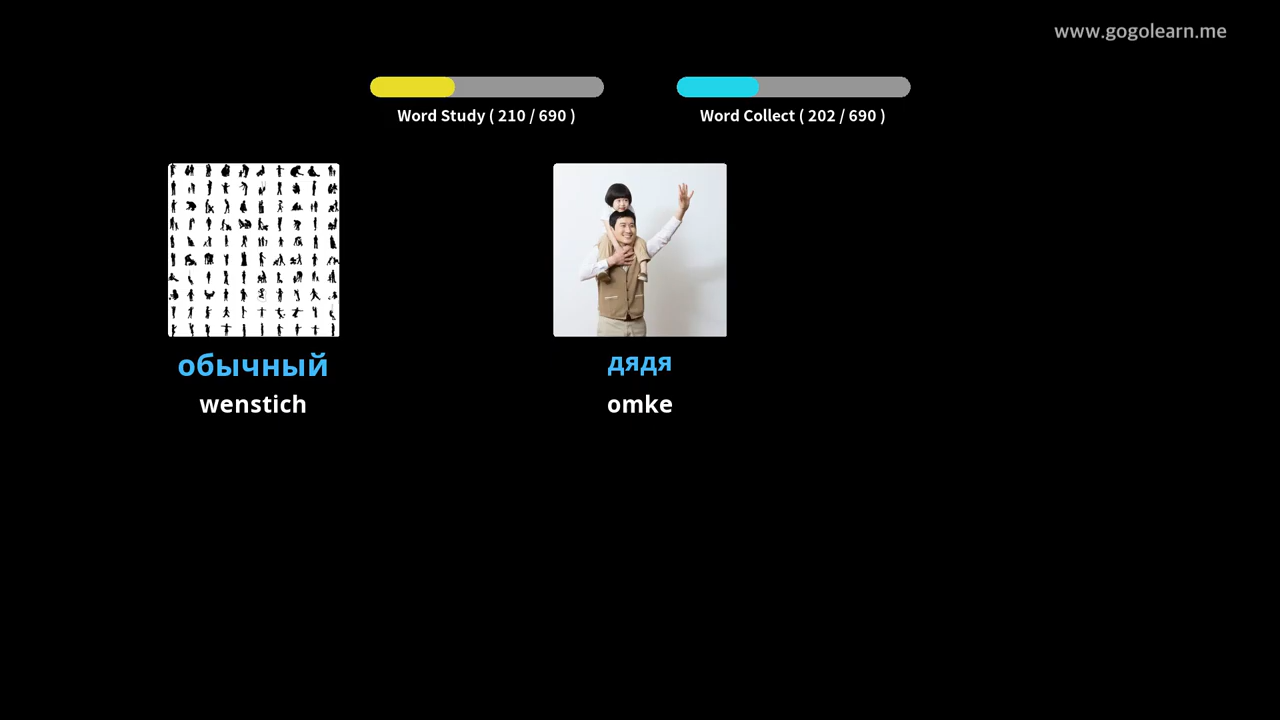 www.gogolearn.me
Word Study ( 210 / 690 )
Word Collect ( 202 / 690 )
обычный
wenstich
дядя
omke